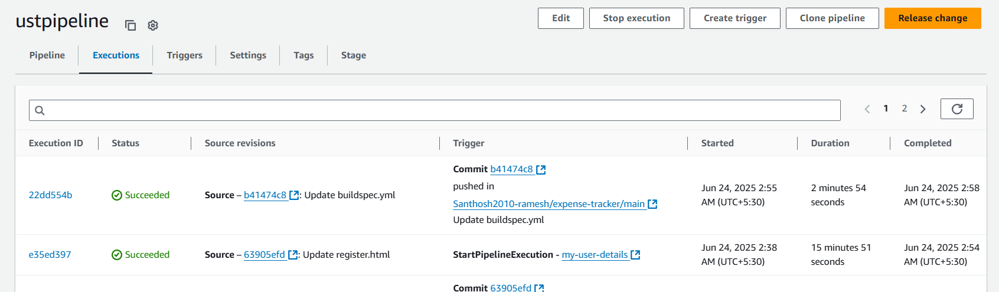 ustpipeline
Edit
Stop execution
Create trigger
Clone pipeline
Release change
Pipeline
Executions
Triggers
Settings
Tags
Stage
1
2
Execution ID
Status
Source revisions
Trigger
Started
Duration
Completed
22dd554b
Succeeded
Source – b41474c8 : Update buildspec.yml
Commit b41474c8
pushed in
Santhosh2010-ramesh/expense-tracker/main
Update buildspec.yml
Jun 24, 2025 2:55
AM (UTC+5:30)
2 minutes 54
seconds
Jun 24, 2025 2:58
AM (UTC+5:30)
e35ed397
Succeeded
Source – 63905efd : Update register.html
StartPipelineExecution - my-user-details
Jun 24, 2025 2:38
AM (UTC+5:30)
15 minutes 51
seconds
Jun 24, 2025 2:54
AM (UTC+5:30)
Commit 63905efd